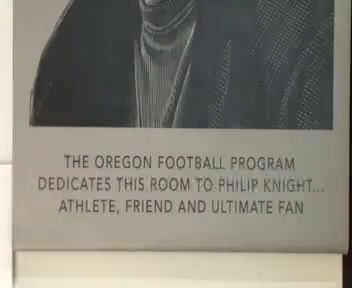 THE OREGON FOOTBALL PROGRAM
DEDICATES THIS ROOM TO PHILIP KNIGHT...
ATHLETE, FRIEND AND ULTIMATE FAN